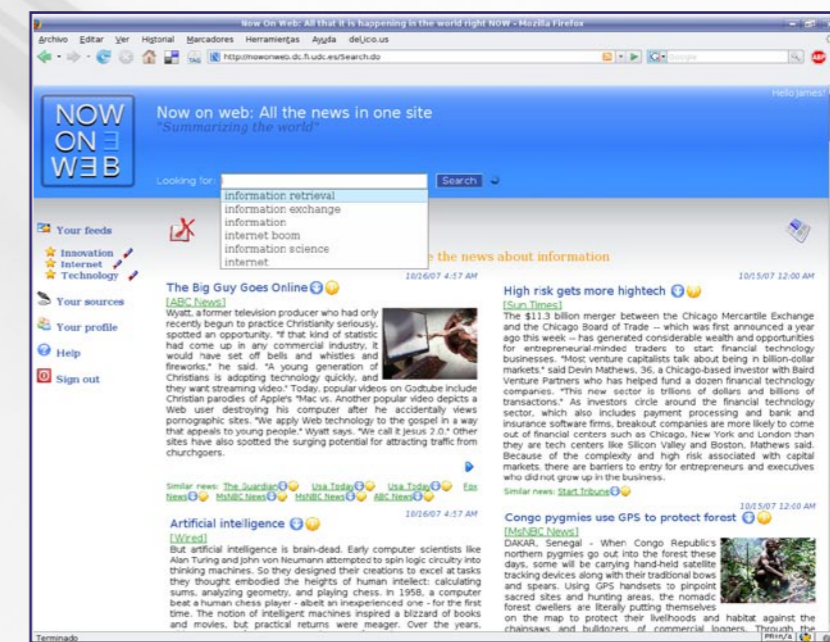 Now On Web: All that it is happening in the world right NOW - Mozilla Firefox
Archivo Editar Ver Historial Marcadores Herramientas Ayuda del.icio.us
http://nowonweb.dc.fi.udc.es/Search.do
Google
ABP
Hello James!
NOW
ON
WEB
Now on web: All the news in one site
"Summarizing the world"
Looking for:
Search
information retrieval
information exchange
information
internet boom
information science
internet
Your feeds
Innovation
Internet
Technology
Your sources
Your profile
Help
Sign out
the news about information
10/16/07 4:57 AM
The Big Guy Goes Online
[ABC News]
Wyatt, a former television producer who had only
recently begun to practice Christianity seriously,
spotted an opportunity. "If that kind of statistic
had come up in any commercial industry, it
would have set off bells and whistles and
fireworks," he said. "A young generation of
Christians is adopting technology quickly, and
they want streaming video." Today, popular videos on Godtube include
Christian parodies of Apple's "Mac vs. Another popular video depicts a
Web user destroying his computer after he accidentally views
pornographic sites. "We apply Web technology to the gospel in a way
that appeals to young people," Wyatt says. "We call it Jesus 2.0." Other
sites have also spotted the surging potential for attracting traffic from
churchgoers.
Similar news: The Guardian Usa Today Usa Today Fox
News MsNBC News MsNBC News ABC News
10/16/07 4:57 AM
Artificial intelligence
[Wired]
But artificial intelligence is brain-dead. Early computer scientists like
Alan Turing and John von Neumann attempted to spin logic circuitry into
thinking machines. So they designed their creations to excel at tasks
they thought embodied the heights of human intellect: calculating
sums, analyzing geometry, and playing chess. In 1958, a computer
beat a human chess player - albeit an inexperienced one - for the first
time. The notion of intelligent machines inspired a blizzard of books
and movies, but practical returns were meager. Over the years,
10/15/07 12:00 AM
High risk gets more hightech
[Sun Times]
The $11.3 billion merger between the Chicago Mercantile Exchange
and the Chicago Board of Trade -- which was first announced a year
ago this week -- has generated considerable wealth and opportunities
for entrepreneurial-minded traders to start financial technology
businesses. "Most venture capitalists talk about being in billion-dollar
markets," said Devin Mathews, 36, a Chicago-based investor with Baird
Venture Partners who has helped fund a dozen financial technology
companies. "This new sector is trillions of dollars and billions of
transactions." As investors circle around the financial technology
sector, which also includes payment processing and bank and
insurance software firms, breakout companies are more likely to come
out of financial centers such as Chicago, New York and London than
they are tech centers like Silicon Valley and Boston, Mathews said.
Because of the complexity and high risk associated with capital
markets, there are barriers to entry for entrepreneurs and executives
who did not grow up in the business.
Similar news: Start Tribune
10/15/07 12:00 AM
Congo pygmies use GPS to protect forest
[MsNBC News]
DAKAR, Senegal - When Congo Republic's
northern pygmies go out into the forest these
days, some will be carrying hand-held satellite
tracking devices along with their traditional bows
and spears. Using GPS handsets to pinpoint
sacred sites and hunting areas, the nomadic
forest dwellers are literally putting themselves
on the map to protect their livelihoods and habitat against the
chainsaws and bulldozers of commercial loggers. Through the
Terminado
PR:n/a